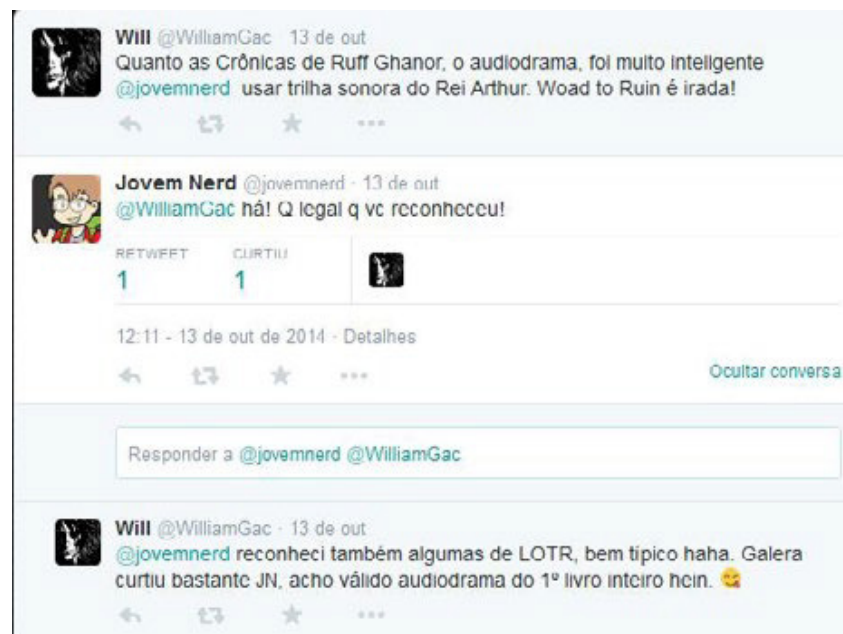 Will @WilliamGac · 13 de out
Quanto as Crônicas de Ruff Ghanor, o audiodrama, foi muito inteligente
@jovemnerd usar trilha sonora do Rei Arthur. Woad to Ruin é irada!
Jovem Nerd @jovemnerd · 13 de out
@WilliamGac há! Q legal q vc reconheceu!
RETWEET CURTIU
1 1
12:11 - 13 de out de 2014 · Detalhes
Ocultar conversa
Responder a @jovemnerd @WilliamGac
Will @WilliamGac · 13 de out
@jovemnerd reconheci também algumas de LOTR, bem típico haha. Galera
curtiu bastante JN, acho válido audiodrama do 1º livro inteiro hein. 😋